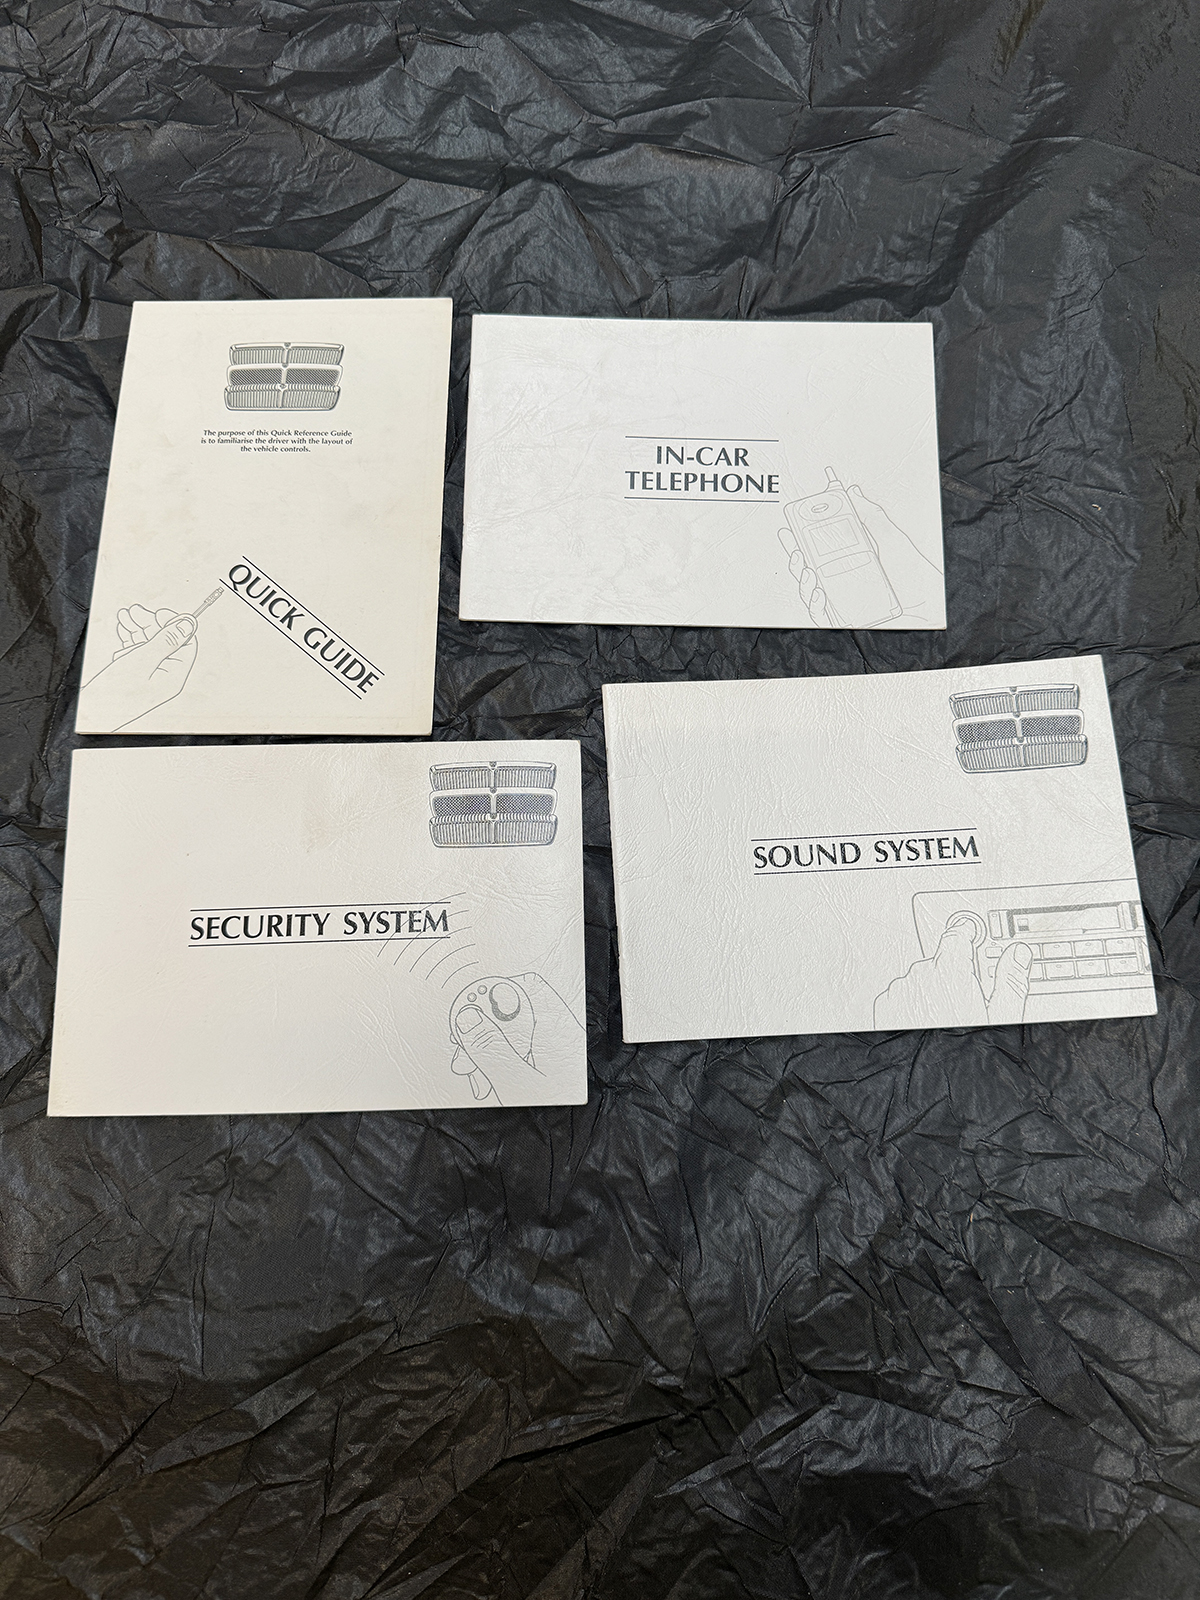 The purpose of this Quick Reference Guide
is to familiarise the driver with the layout of
the vehicle controls.
QUICK GUIDE
IN-CAR
TELEPHONE
SECURITY SYSTEM
SOUND SYSTEM